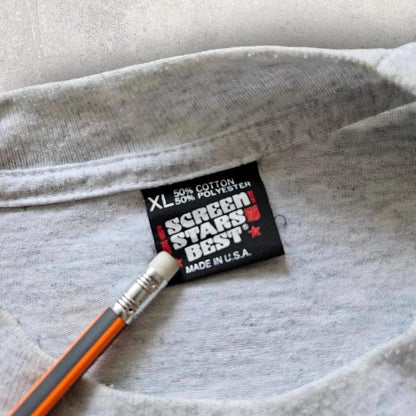 XL 50% COTTON
50% POLYESTER
SCREEN
STARS
BEST®
MADE IN U.S.A.